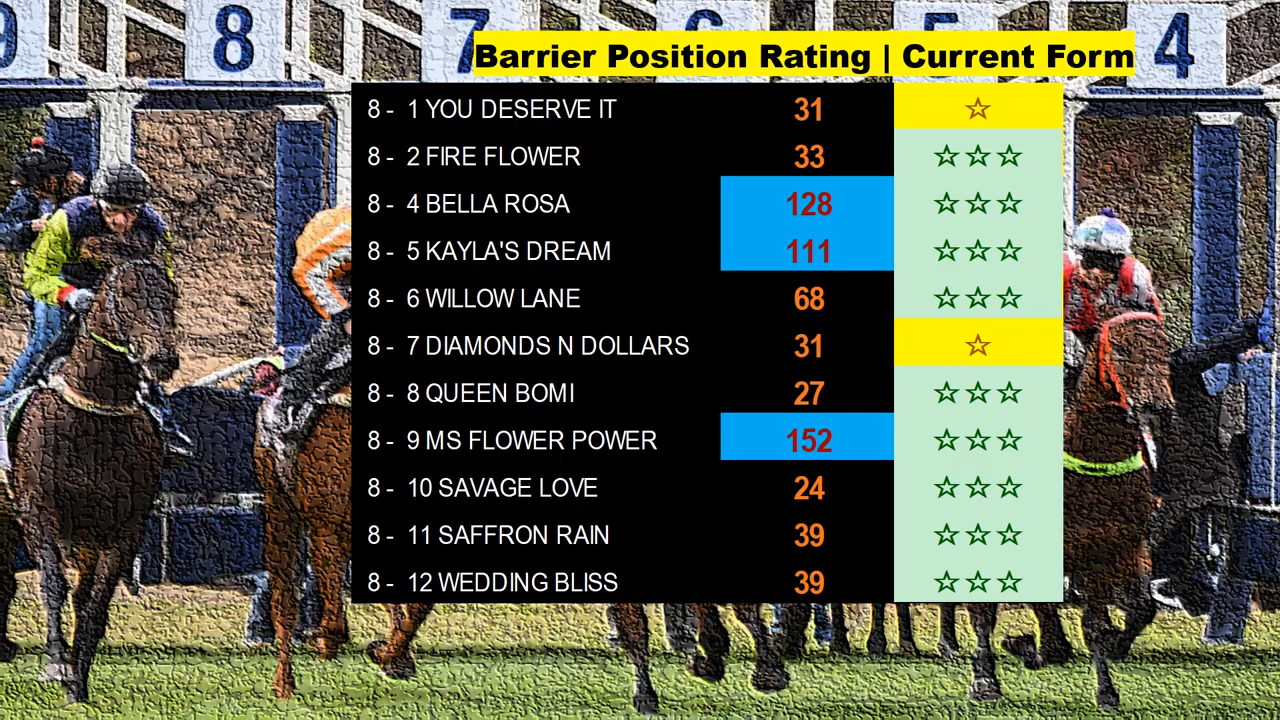 9 8 7 6 5 4
Barrier Position Rating | Current Form
8 - 1 YOU DESERVE IT 31 ☆
8 - 2 FIRE FLOWER 33 ☆☆☆
8 - 4 BELLA ROSA 128 ☆☆☆
8 - 5 KAYLA'S DREAM 111 ☆☆☆
8 - 6 WILLOW LANE 68 ☆☆☆
8 - 7 DIAMONDS N DOLLARS 31 ☆
8 - 8 QUEEN BOMI 27 ☆☆☆
8 - 9 MS FLOWER POWER 152 ☆☆☆
8 - 10 SAVAGE LOVE 24 ☆☆☆
8 - 11 SAFFRON RAIN 39 ☆☆☆
8 - 12 WEDDING BLISS 39 ☆☆☆